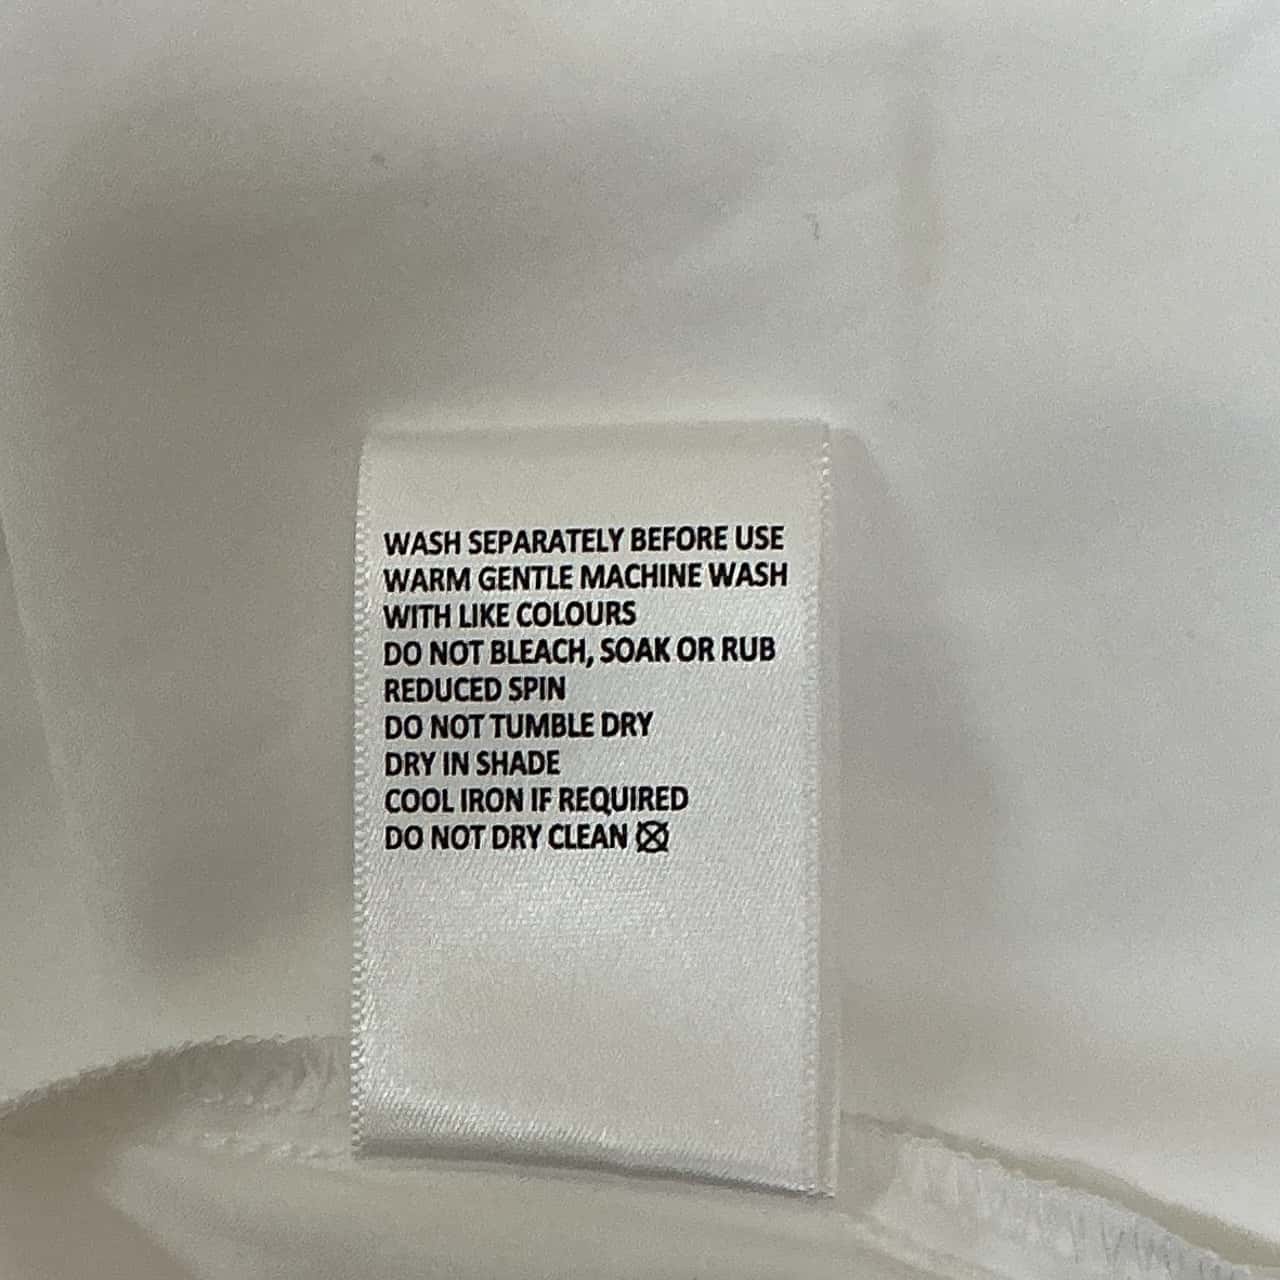 WASH SEPARATELY BEFORE USE
WARM GENTLE MACHINE WASH
WITH LIKE COLOURS
DO NOT BLEACH, SOAK OR RUB
REDUCED SPIN
DO NOT TUMBLE DRY
DRY IN SHADE
COOL IRON IF REQUIRED
DO NOT DRY CLEAN